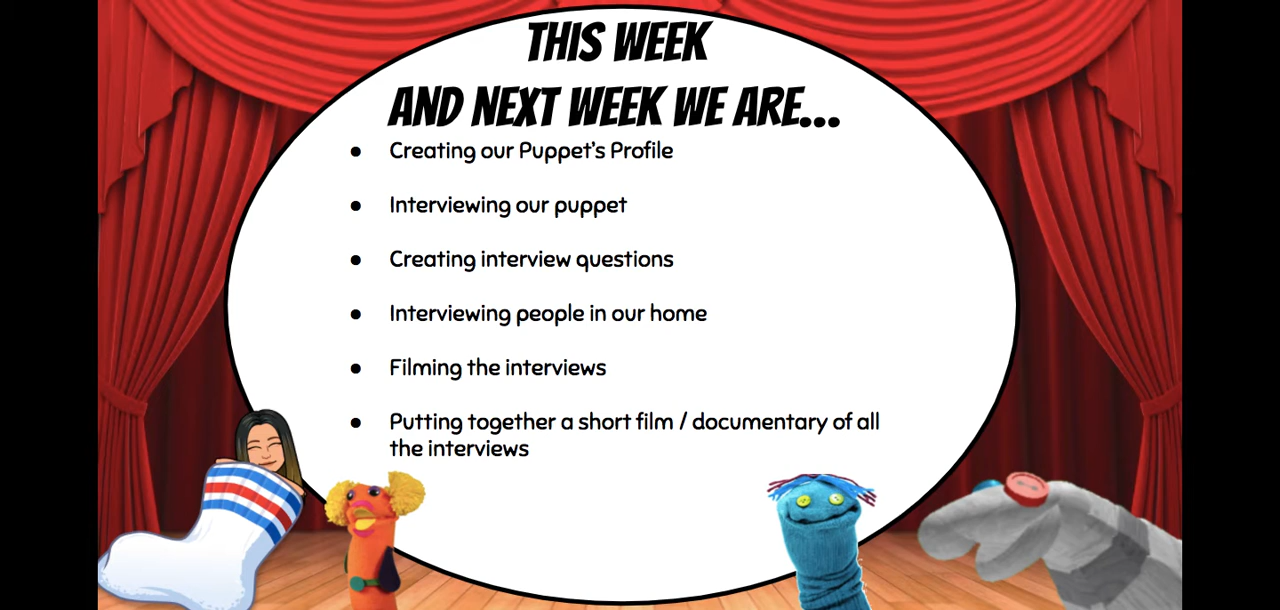 THIS WEEK
AND NEXT WEEK WE ARE...
● Creating our Puppet's Profile
● Interviewing our puppet
● Creating interview questions
● Interviewing people in our home
● Filming the interviews
● Putting together a short film / documentary of all
the interviews